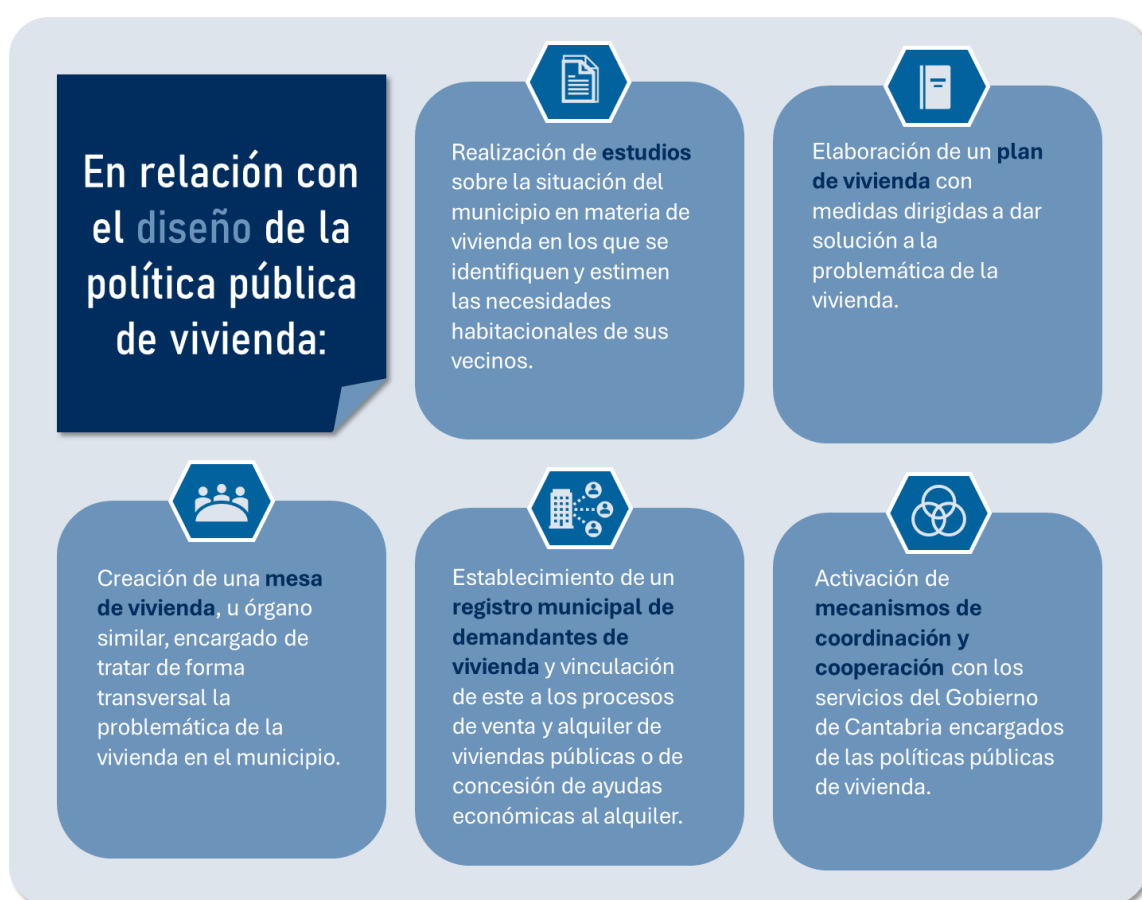 En relación con
el diseño de la
política pública
de vivienda:
Realización de estudios
sobre la situación del
municipio en materia de
vivienda en los que se
identifiquen y estimen
las necesidades
habitacionales de sus
vecinos.
Elaboración de un plan
de vivienda con
medidas dirigidas a dar
solución a la
problemática de la
vivienda.
Creación de una mesa
de vivienda, u órgano
similar, encargado de
tratar de forma
transversal la
problemática de la
vivienda en el municipio.
Establecimiento de un
registro municipal de
demandantes de
vivienda y vinculación
de este a los procesos
de venta y alquiler de
viviendas públicas o de
concesión de ayudas
económicas al alquiler.
Activación de
mecanismos de
coordinación y
cooperación con los
servicios del Gobierno
de Cantabria encargados
de las políticas públicas
de vivienda.